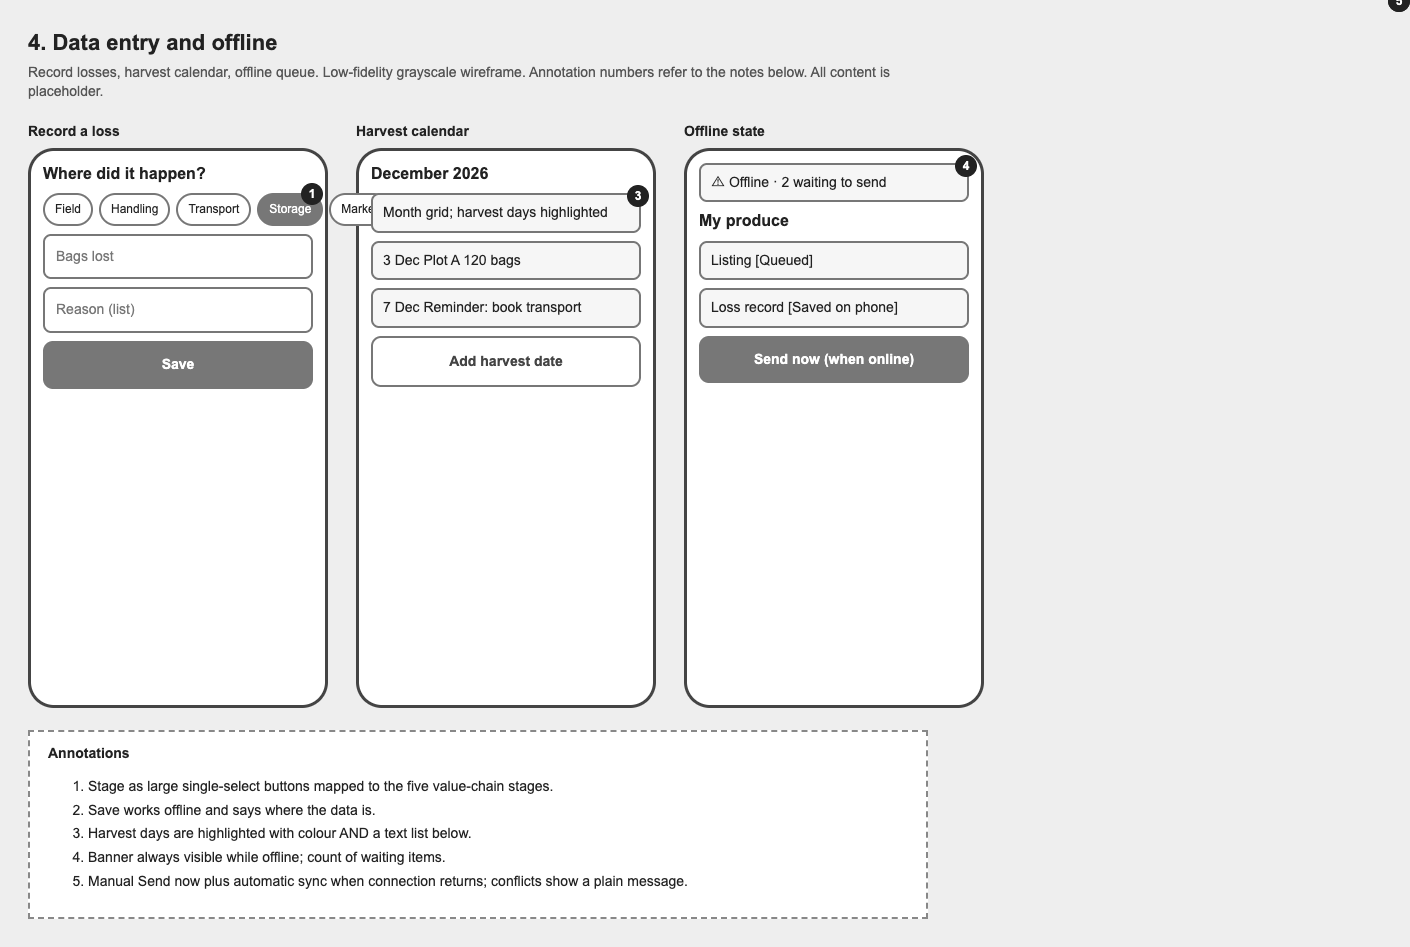 5
4. Data entry and offline
Record losses, harvest calendar, offline queue. Low-fidelity grayscale wireframe. Annotation numbers refer to the notes below. All content is
placeholder.
Record a loss
Where did it happen?
1
Field
Handling
Transport
Storage
Marke
Bags lost
Reason (list)
Save
Harvest calendar
December 2026
3
Month grid; harvest days highlighted
3 Dec Plot A 120 bags
7 Dec Reminder: book transport
Add harvest date
Offline state
4
⚠ Offline · 2 waiting to send
My produce
Listing [Queued]
Loss record [Saved on phone]
Send now (when online)
Annotations
1. Stage as large single-select buttons mapped to the five value-chain stages.
2. Save works offline and says where the data is.
3. Harvest days are highlighted with colour AND a text list below.
4. Banner always visible while offline; count of waiting items.
5. Manual Send now plus automatic sync when connection returns; conflicts show a plain message.